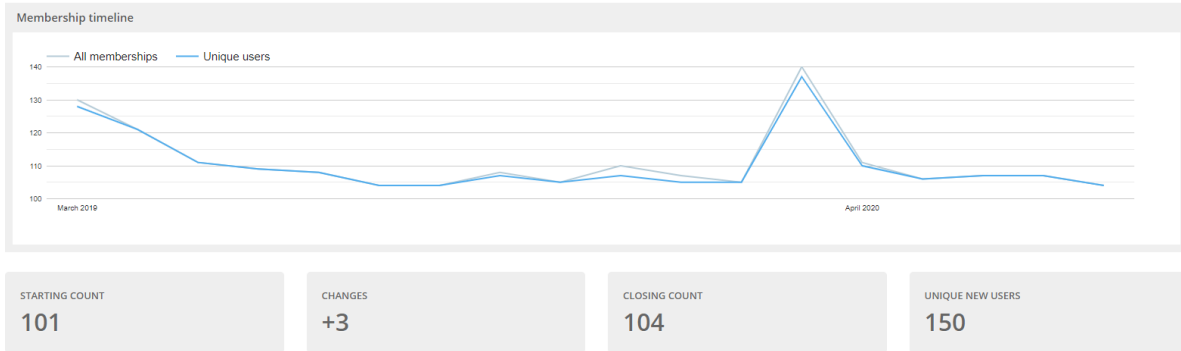 Membership timeline
All memberships Unique users
140
130
120
110
100
March 2019 April 2020
STARTING COUNT CHANGES CLOSING COUNT UNIQUE NEW USERS
101 +3 104 150